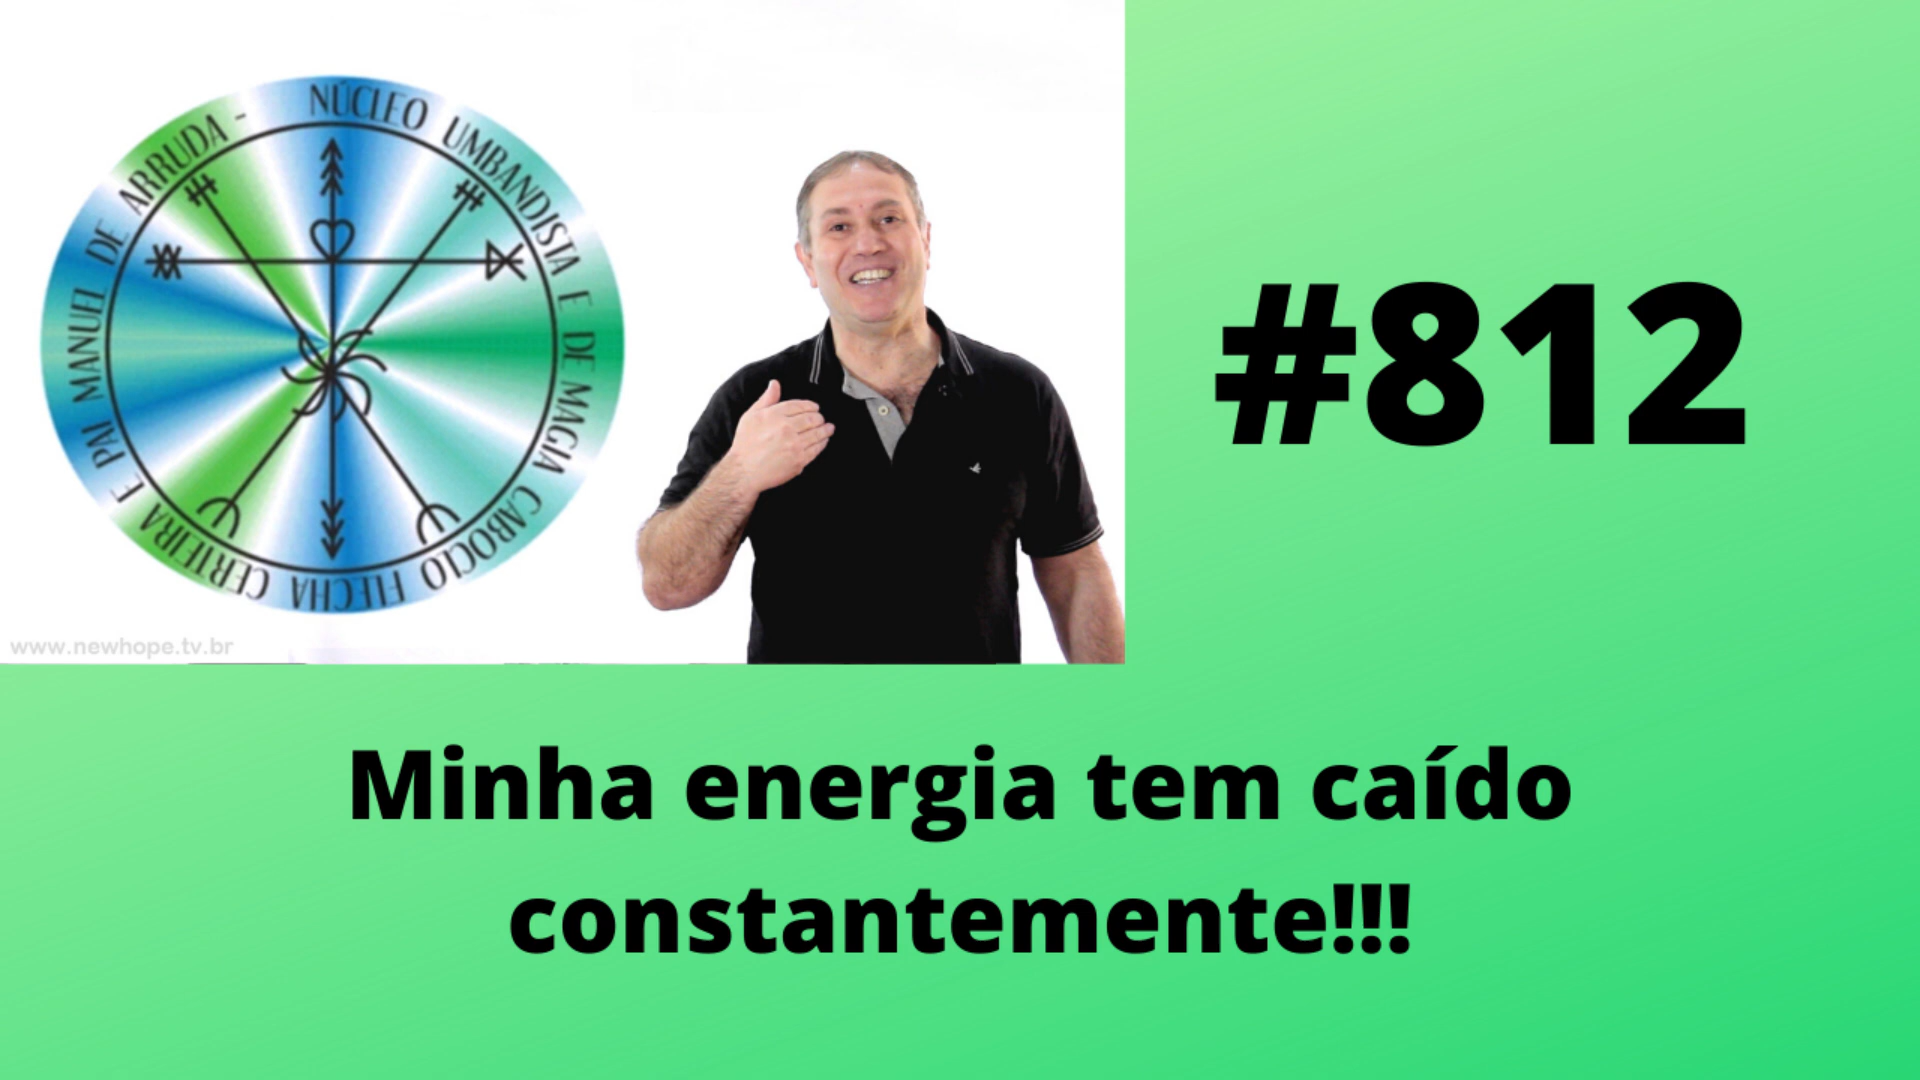 NÚCLEO UMBANDISTA E DE MAGIA CABOCLO FLECHA CERTEIRA E PAI MANUEL DE ARRUDA -
#812
www.newhope.tv.br
Minha energia tem caído
constantemente!!!